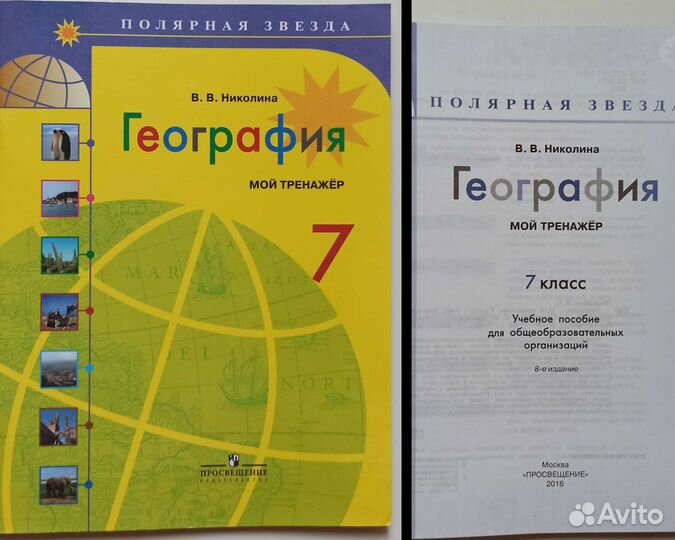 ПОЛЯРНАЯ ЗВЕЗДА
В. В. Николина
География
МОЙ ТРЕНАЖЁР
7
MAR
ПРОСВЕЩЕНИЕ
ИЗДАТЕЛЬСТВО
ПОЛЯРНАЯ ЗВЕЗДА
В. В. Николина
География
МОЙ ТРЕНАЖЁР
7 класс
Учебное пособие
для общеобразовательных
организаций
8-е издание
Москва
«ПРОСВЕЩЕНИЕ»
2016
Avito